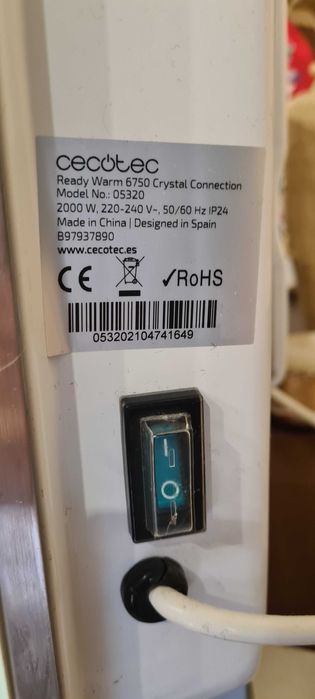 cecotec
Ready Warm 6750 Crystal Connection
Model No.: 05320
2000 W, 220-240 V~, 50/60 Hz IP24
Made in China | Designed in Spain
B97937890
www.cecotec.es
CE ✓RoHS
053202104741649
I
O